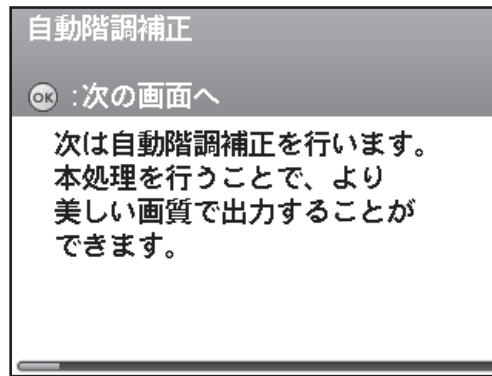 自動階調補正
OK :次の画面へ
次は自動階調補正を行います。
本処理を行うことで、より
美しい画質で出力することが
できます。